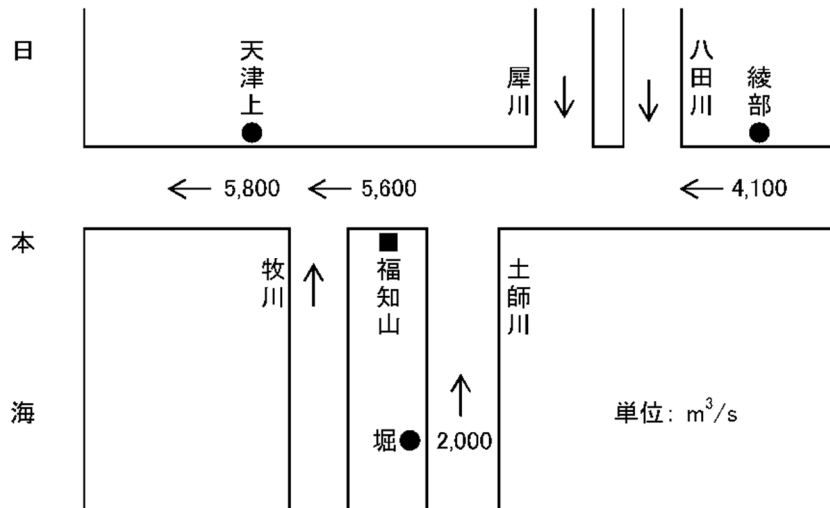 日本海
天津上
犀川
八田川
綾部
5,800
5,600
4,100
牧川
福知山
土師川
堀
2,000
単位: m³/s